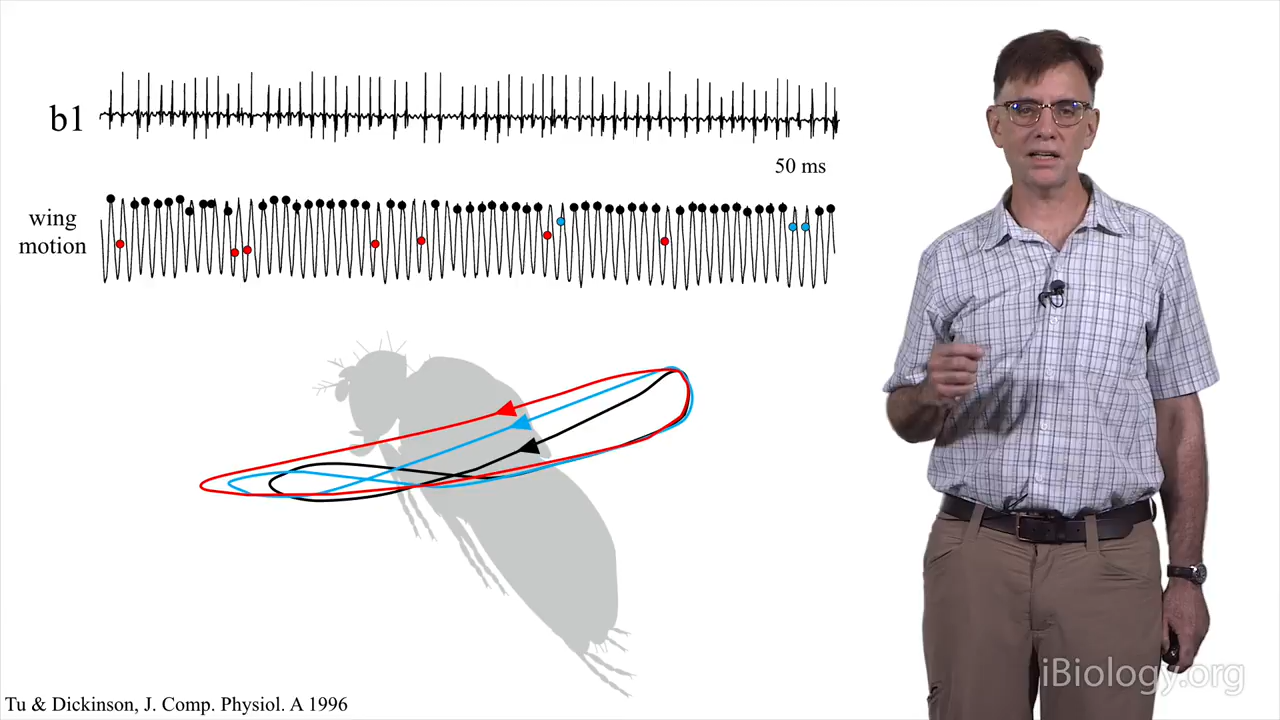 b1
50 ms
wing
motion
Tu & Dickinson, J. Comp. Physiol. A 1996
iBiology.org